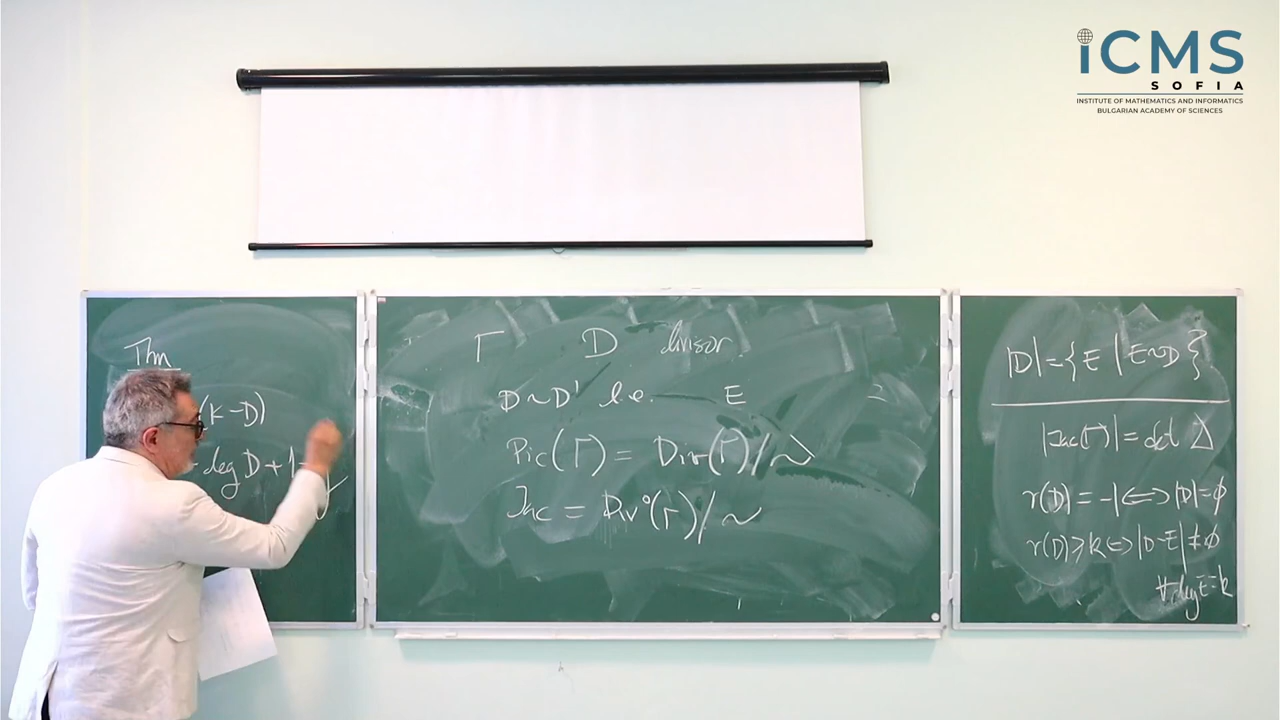 iCMS
SOFIA
INSTITUTE OF MATHEMATICS AND INFORMATICS
BULGARIAN ACADEMY OF SCIENCES
Thm
(K-D)
deg D + 1 - g
Γ D divisor
D ~ D' E
Pic(Γ) = Div(Γ)/~
Jac = Div⁰(Γ)/~
|D| = {E | E ~ D}
|Jac(Γ)| = det Δ
r(D) = -1 ⟺ |D| = ∅
r(D) ≥ k ⟺ |D - E| ≠ ∅
∀ deg E = k